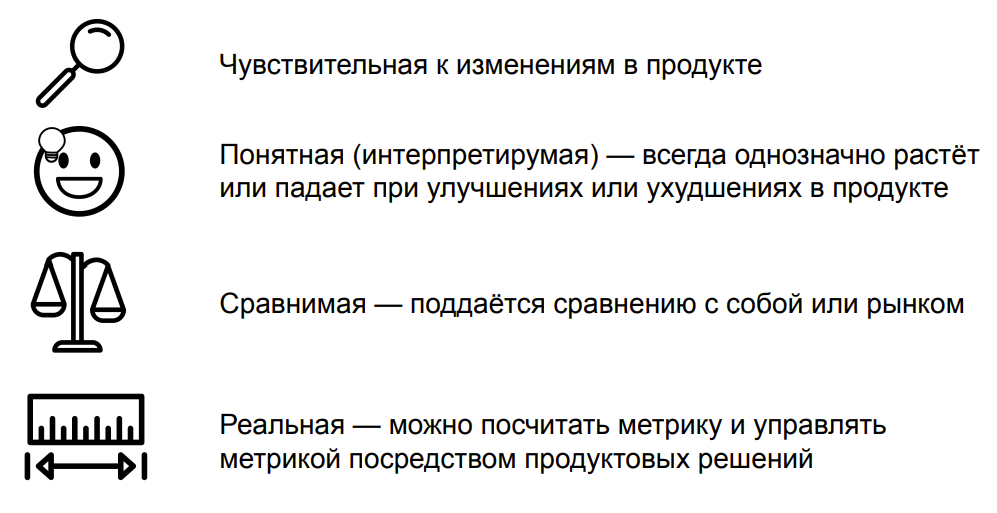 Чувствительная к изменениям в продукте
Понятная (интерпретирумая) — всегда однозначно растёт
или падает при улучшениях или ухудшениях в продукте
Сравнимая — поддаётся сравнению с собой или рынком
Реальная — можно посчитать метрику и управлять
метрикой посредством продуктовых решений